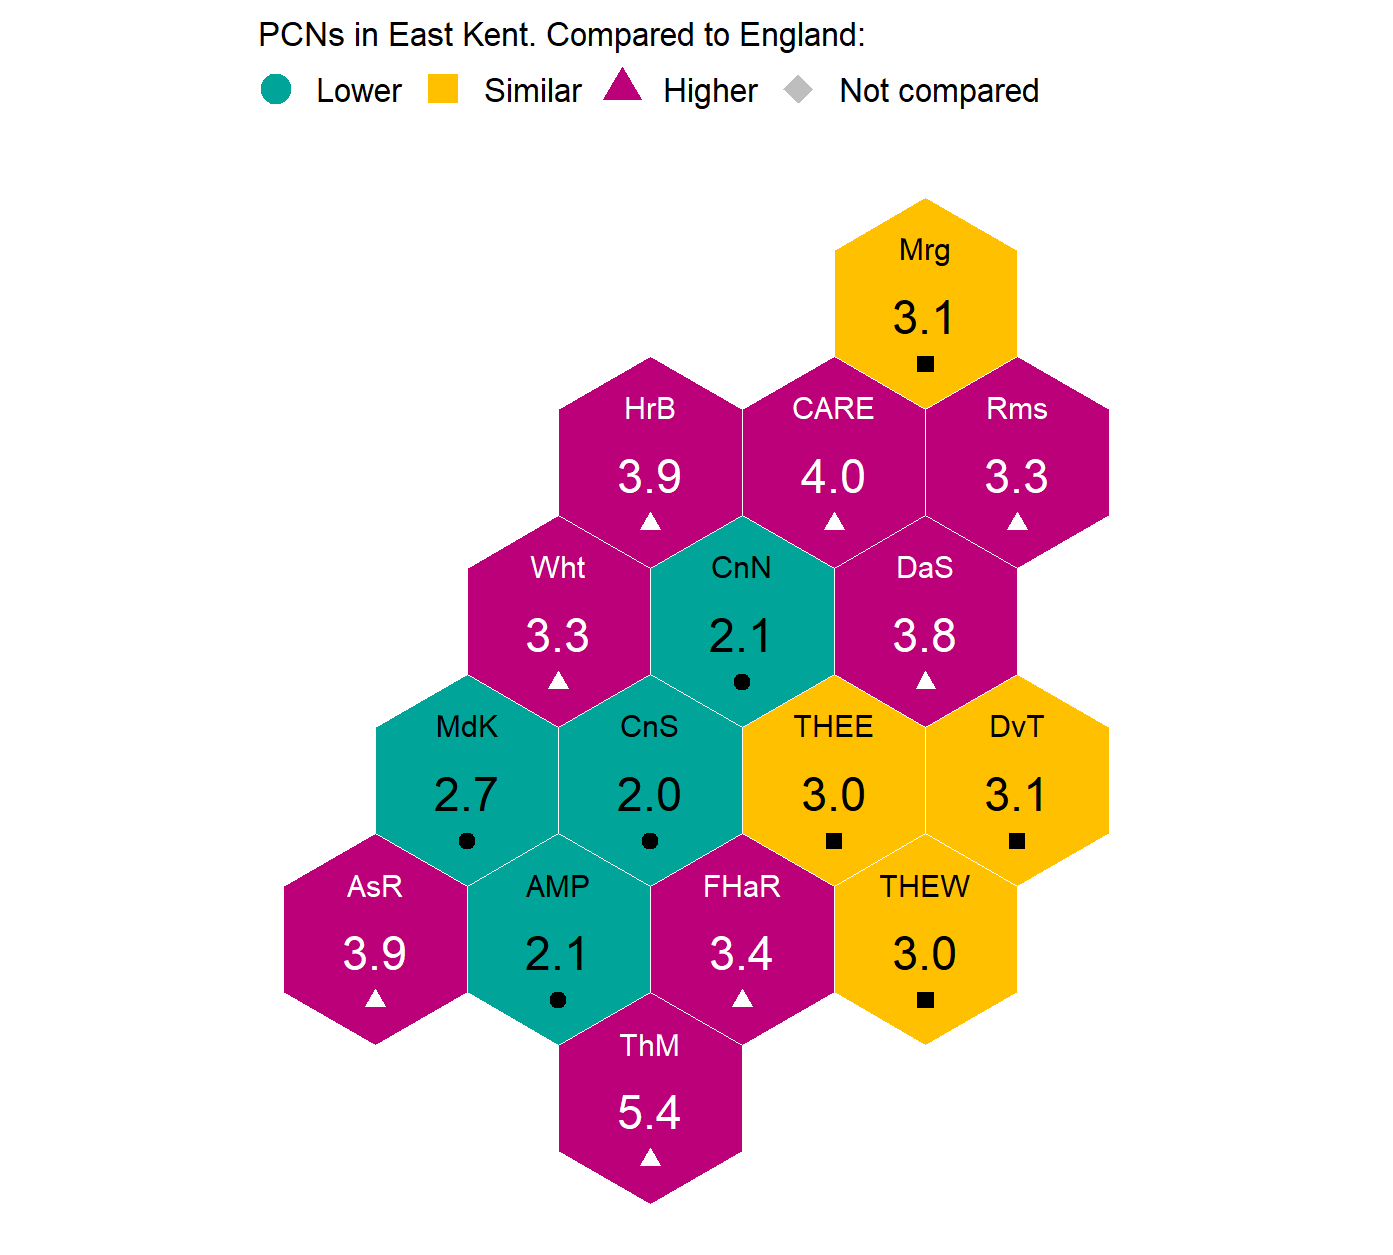 PCNs in East Kent. Compared to England:
Lower Similar Higher Not compared
Mrg
3.1
HrB CARE Rms
3.9 4.0 3.3
Wht CnN DaS
3.3 2.1 3.8
MdK CnS THEE DvT
2.7 2.0 3.0 3.1
AsR AMP FHaR THEW
3.9 2.1 3.4 3.0
ThM
5.4